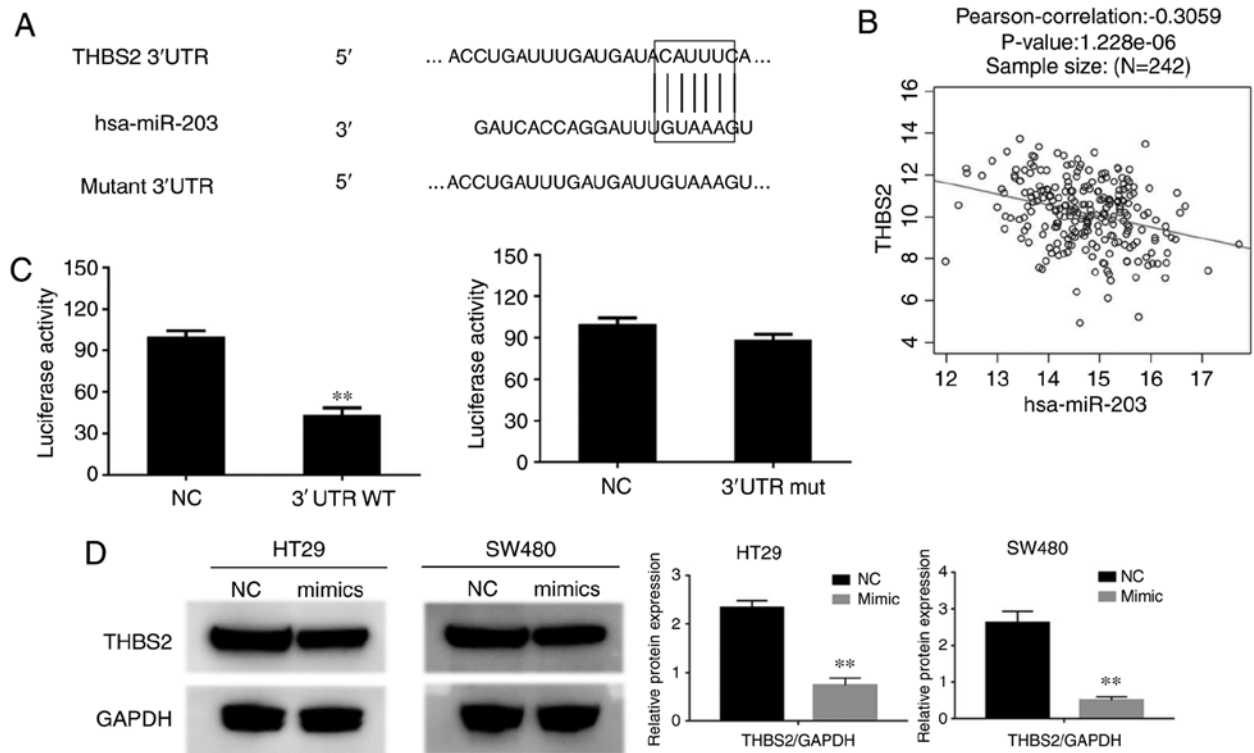 A
THBS2 3′UTR 5′ ... ACCUGAUUUGAUGAUACAUUUCA...
hsa-miR-203 3′ GAUCACCAGGAUUUGUAAAGU
Mutant 3′UTR 5′ ... ACCUGAUUUGAUGAUUGUAAAGU...
B
Pearson-correlation:-0.3059
P-value:1.228e-06
Sample size: (N=242)
THBS2
16
14
12
10
8
6
4
12 13 14 15 16 17
hsa-miR-203
C
Luciferase activity
150
120
90
60
30
0
**
NC 3′ UTR WT
Luciferase activity
150
120
90
60
30
0
NC 3′UTR mut
D
HT29 SW480
NC mimics NC mimics
THBS2
GAPDH
HT29
Relative protein expression
3
2
1
0
NC
Mimic
**
THBS2/GAPDH
SW480
Relative protein expression
4
3
2
1
0
NC
Mimic
**
THBS2/GAPDH